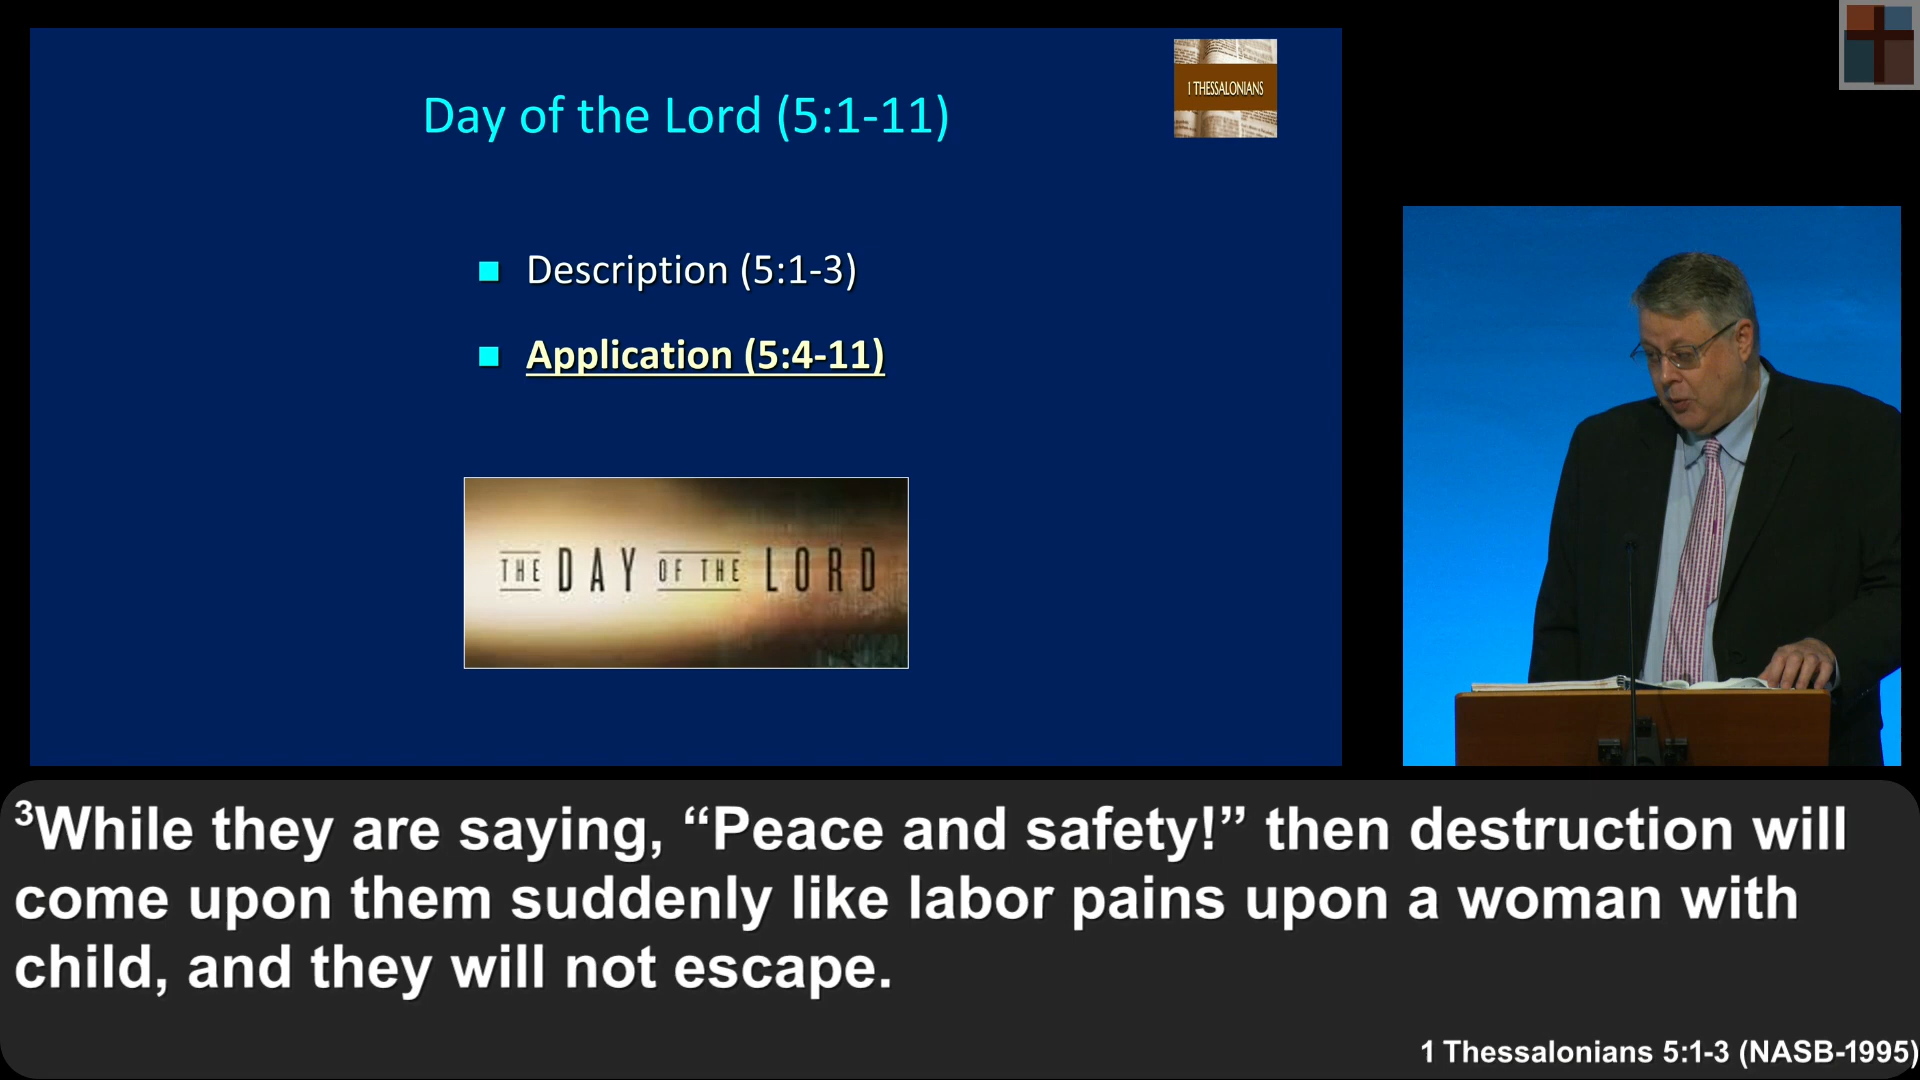 Day of the Lord (5:1-11)
1 THESSALONIANS
Description (5:1-3)
Application (5:4-11)
THE DAY OF THE LORD
³While they are saying, “Peace and safety!” then destruction will
come upon them suddenly like labor pains upon a woman with
child, and they will not escape.
1 Thessalonians 5:1-3 (NASB-1995)